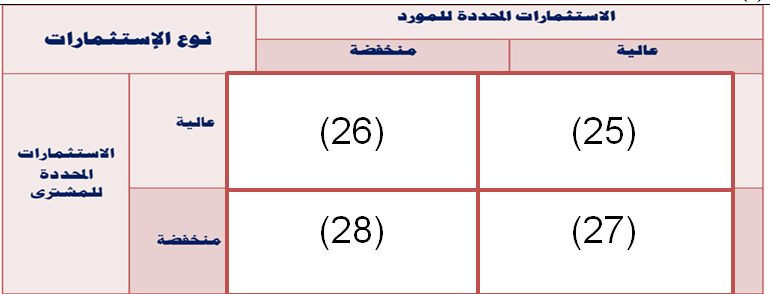 الاستثمارات المحددة للمورد
نوع الإستثمارات
عالية
منخفضة
عالية
(25)
(26)
الاستثمارات
المحددة
للمشترى
منخفضة
(27)
(28)